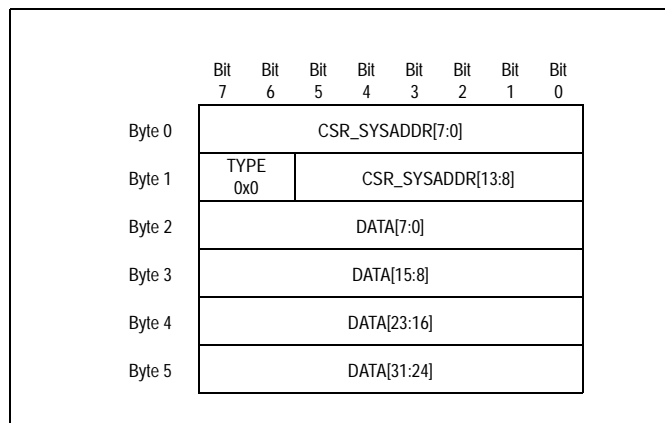 Bit Bit Bit Bit Bit Bit Bit Bit
7 6 5 4 3 2 1 0
Byte 0 CSR_SYSADDR[7:0]
Byte 1 TYPE 0x0 CSR_SYSADDR[13:8]
Byte 2 DATA[7:0]
Byte 3 DATA[15:8]
Byte 4 DATA[23:16]
Byte 5 DATA[31:24]